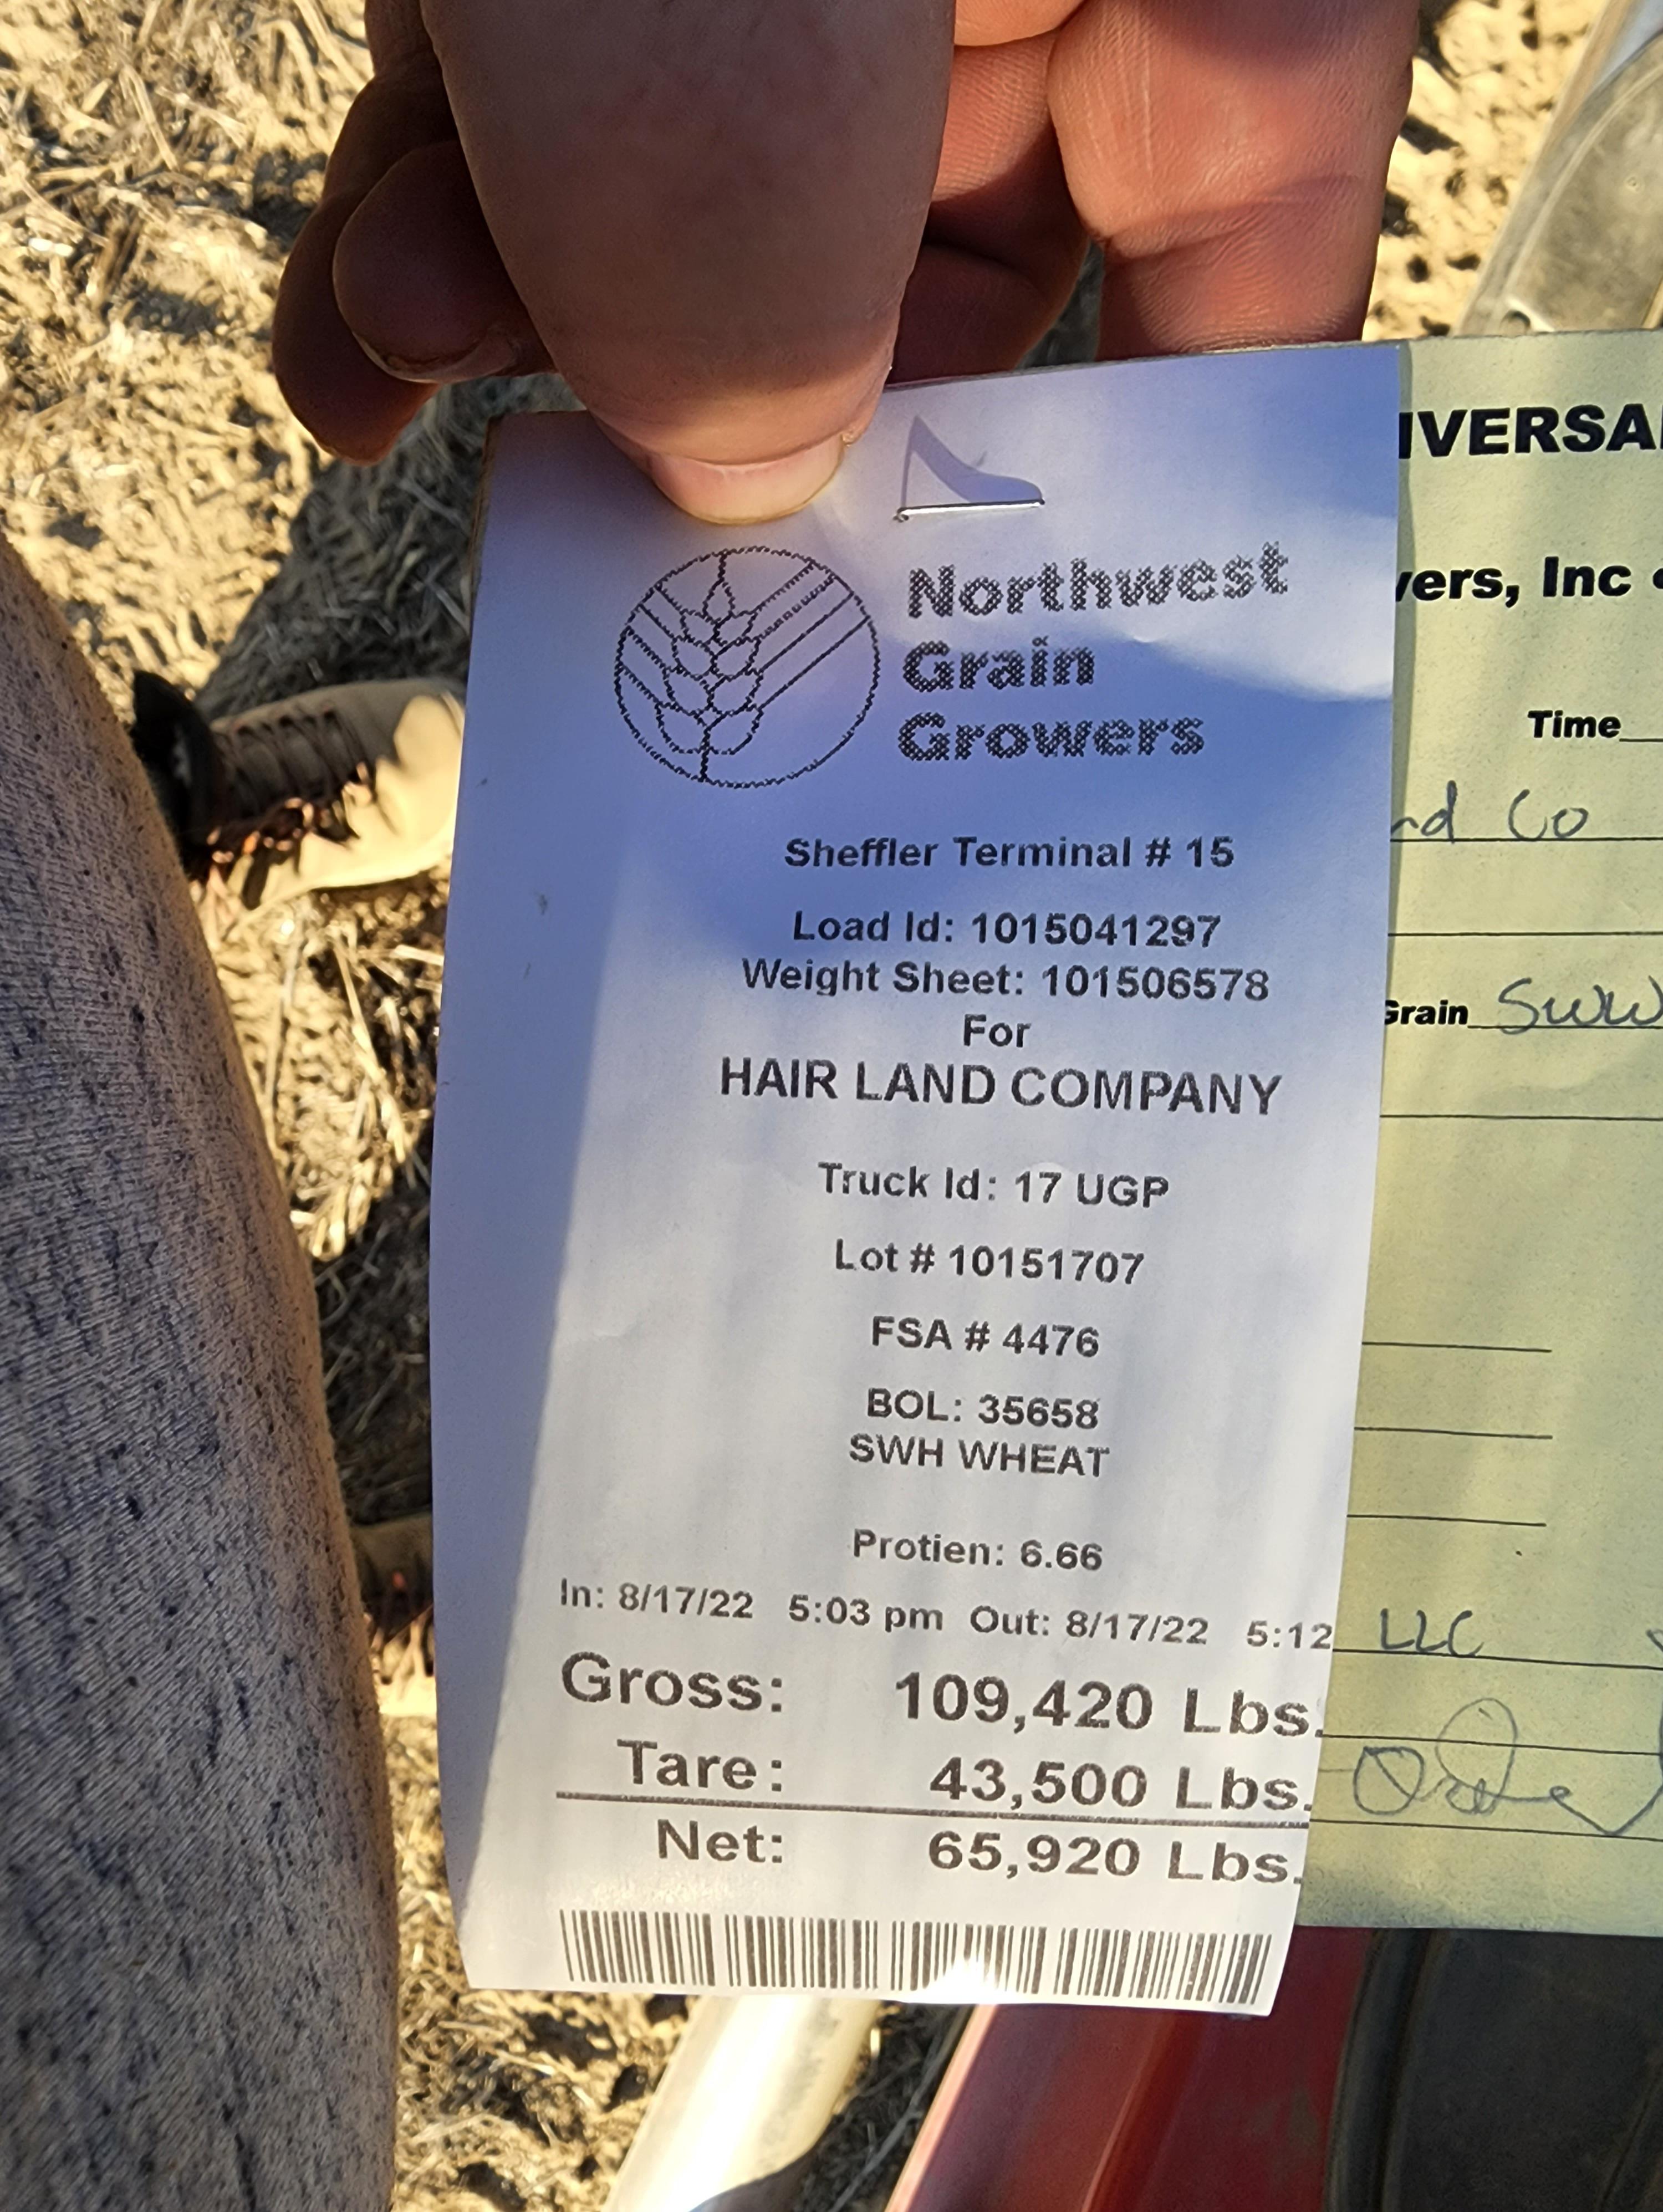 Northwest
Grain
Growers
Sheffler Terminal # 15
Load Id: 1015041297
Weight Sheet: 101506578
For
HAIR LAND COMPANY
Truck Id: 17 UGP
Lot # 10151707
FSA # 4476
BOL: 35658
SWH WHEAT
Protien: 6.66
In: 8/17/22 5:03 pm Out: 8/17/22 5:12
Gross: 109,420 Lbs.
Tare: 43,500 Lbs.
Net: 65,920 Lbs.
IVERSA
vers, Inc •
Time
rd Co
Grain SWW
LLC